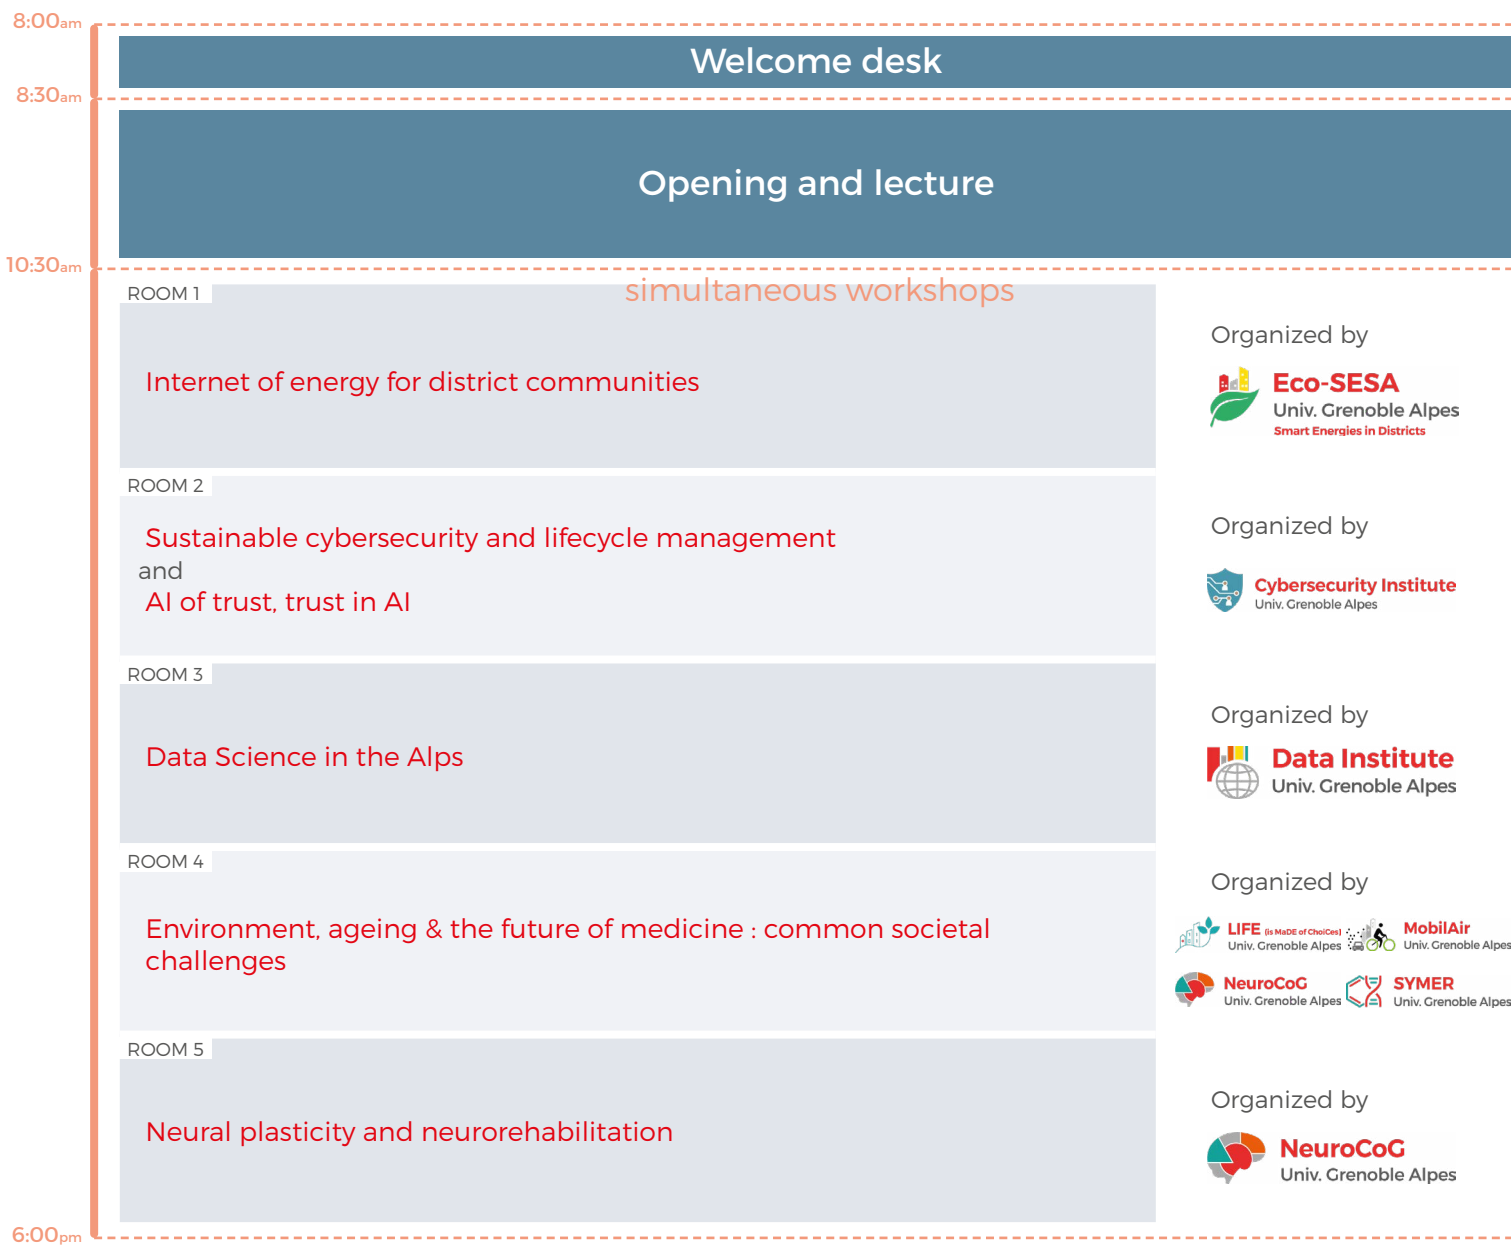 8:00am
Welcome desk
8:30am
Opening and lecture
10:30am
simultaneous workshops
ROOM 1
Internet of energy for district communities
Organized by
Eco-SESA
Univ. Grenoble Alpes
Smart Energies in Districts
ROOM 2
Sustainable cybersecurity and lifecycle management
and
AI of trust, trust in AI
Organized by
Cybersecurity Institute
Univ. Grenoble Alpes
ROOM 3
Data Science in the Alps
Organized by
Data Institute
Univ. Grenoble Alpes
ROOM 4
Environment, ageing & the future of medicine : common societal
challenges
Organized by
LIFE (is MaDE of ChoiCes)
Univ. Grenoble Alpes
MobilAir
Univ. Grenoble Alpes
NeuroCoG
Univ. Grenoble Alpes
SYMER
Univ. Grenoble Alpes
ROOM 5
Neural plasticity and neurorehabilitation
Organized by
NeuroCoG
Univ. Grenoble Alpes
6:00pm